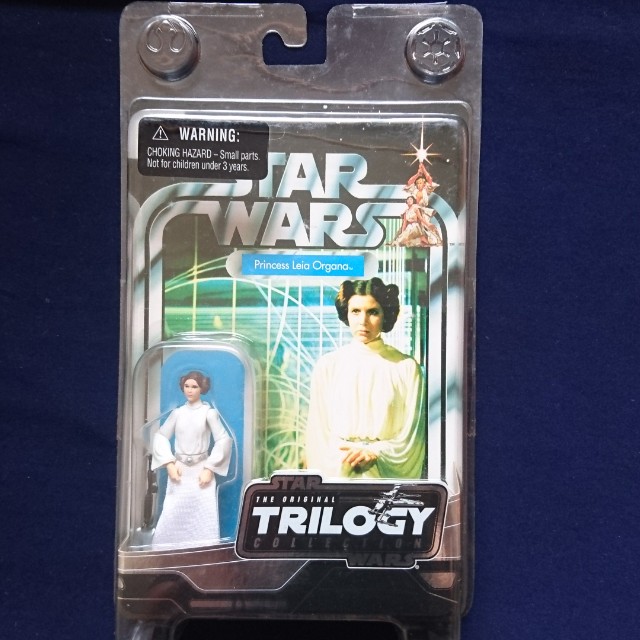 ⚠ WARNING:
CHOKING HAZARD – Small parts.
Not for children under 3 years.
STAR
WARS
Princess Leia Organa™
STAR
THE ORIGINAL
TRILOGY
COLLECTION
WARS